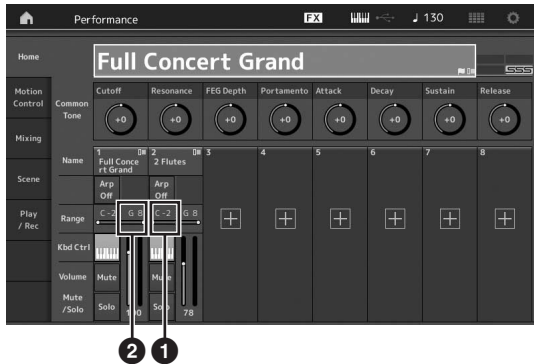 Performance FX 130
Full Concert Grand
Home
Motion Control
Mixing
Scene
Play / Rec
Common Tone
Cutoff Resonance FEG Depth Portamento Attack Decay Sustain Release
+0 +0 +0 +0 +0 +0 +0 +0
Name
1 2 3 4 5 6 7 8
Full Conce 2 Flutes
rt Grand
Arp Arp
Off Off
Range C -2 G 8 C -2 G 8
Kbd Ctrl
Volume Mute Mute
Mute /Solo Solo 100 Solo 78
2 1